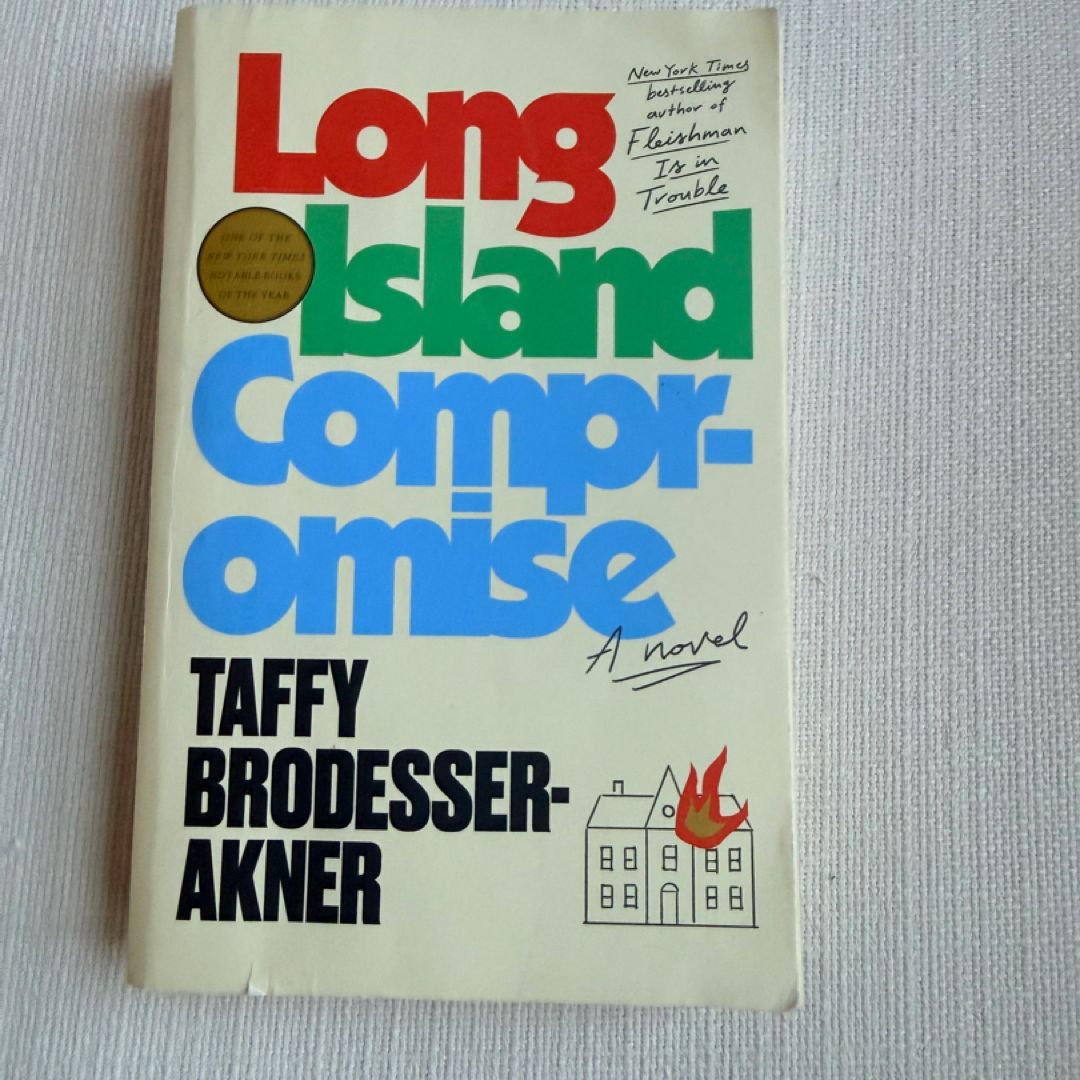 Long
Island
Compr-
omise
New York Times
bestselling
author of
Fleishman
Is in
Trouble
ONE OF THE
NEW YORK TIMES
NOTABLE BOOKS
OF THE YEAR
A novel
TAFFY
BRODESSER-
AKNER